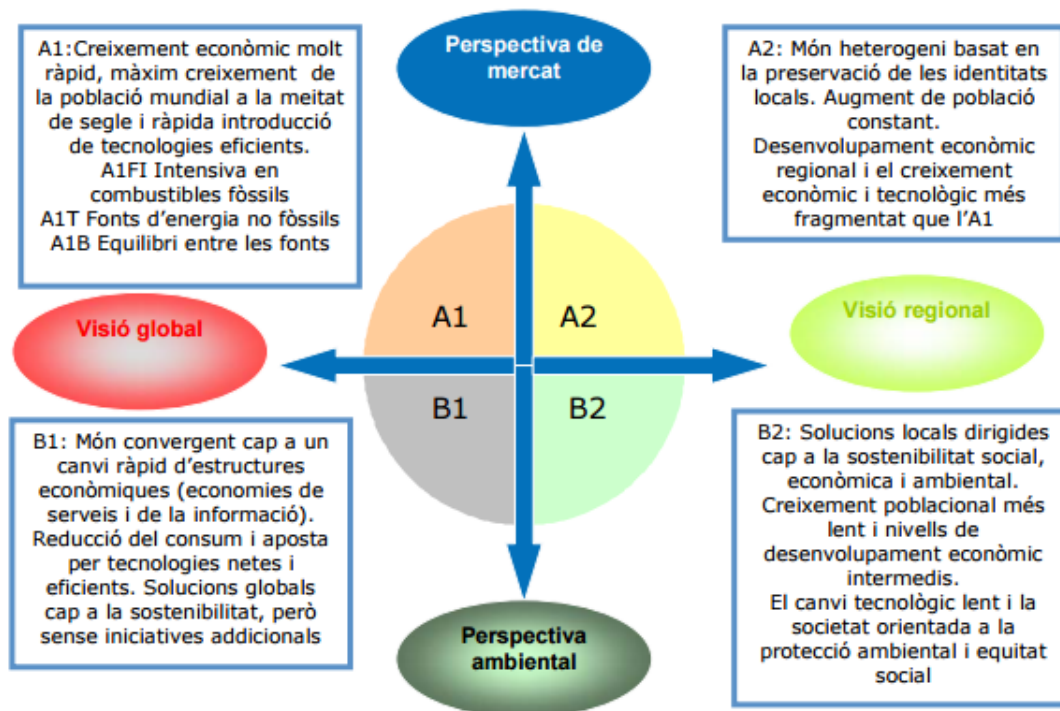 A1:Creixement econòmic molt
ràpid, màxim creixement de
la població mundial a la meitat
de segle i ràpida introducció
de tecnologies eficients.
A1FI Intensiva en
combustibles fòssils
A1T Fonts d'energia no fòssils
A1B Equilibri entre les fonts
Perspectiva de
mercat
A2: Món heterogeni basat en
la preservació de les identitats
locals. Augment de població
constant.
Desenvolupament econòmic
regional i el creixement
econòmic i tecnològic més
fragmentat que l'A1
Visió global
A1
A2
Visió regional
B1
B2
B1: Món convergent cap a un
canvi ràpid d'estructures
econòmiques (economies de
serveis i de la informació).
Reducció del consum i aposta
per tecnologies netes i
eficients. Solucions globals
cap a la sostenibilitat, però
sense iniciatives addicionals
Perspectiva
ambiental
B2: Solucions locals dirigides
cap a la sostenibilitat social,
econòmica i ambiental.
Creixement poblacional més
lent i nivells de
desenvolupament econòmic
intermedis.
El canvi tecnològic lent i la
societat orientada a la
protecció ambiental i equitat
social